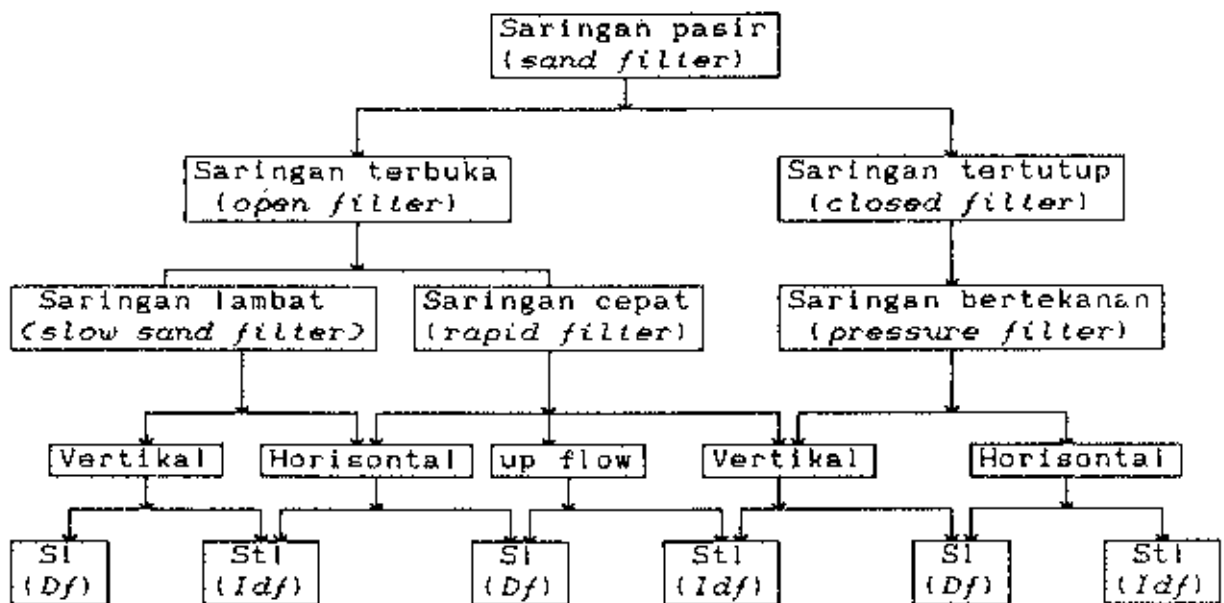 Saringan pasir
(sand filter)
Saringan terbuka
(open filter)
Saringan tertutup
(closed filter)
Saringan lambat
(slow sand filter)
Saringan cepat
(rapid filter)
Saringan bertekanan
(pressure filter)
Vertikal
Horisontal
up flow
Vertikal
Horisontal
Sl
(Df)
Stl
(Idf)
Sl
(Df)
Stl
(Idf)
Sl
(Df)
Stl
(Idf)